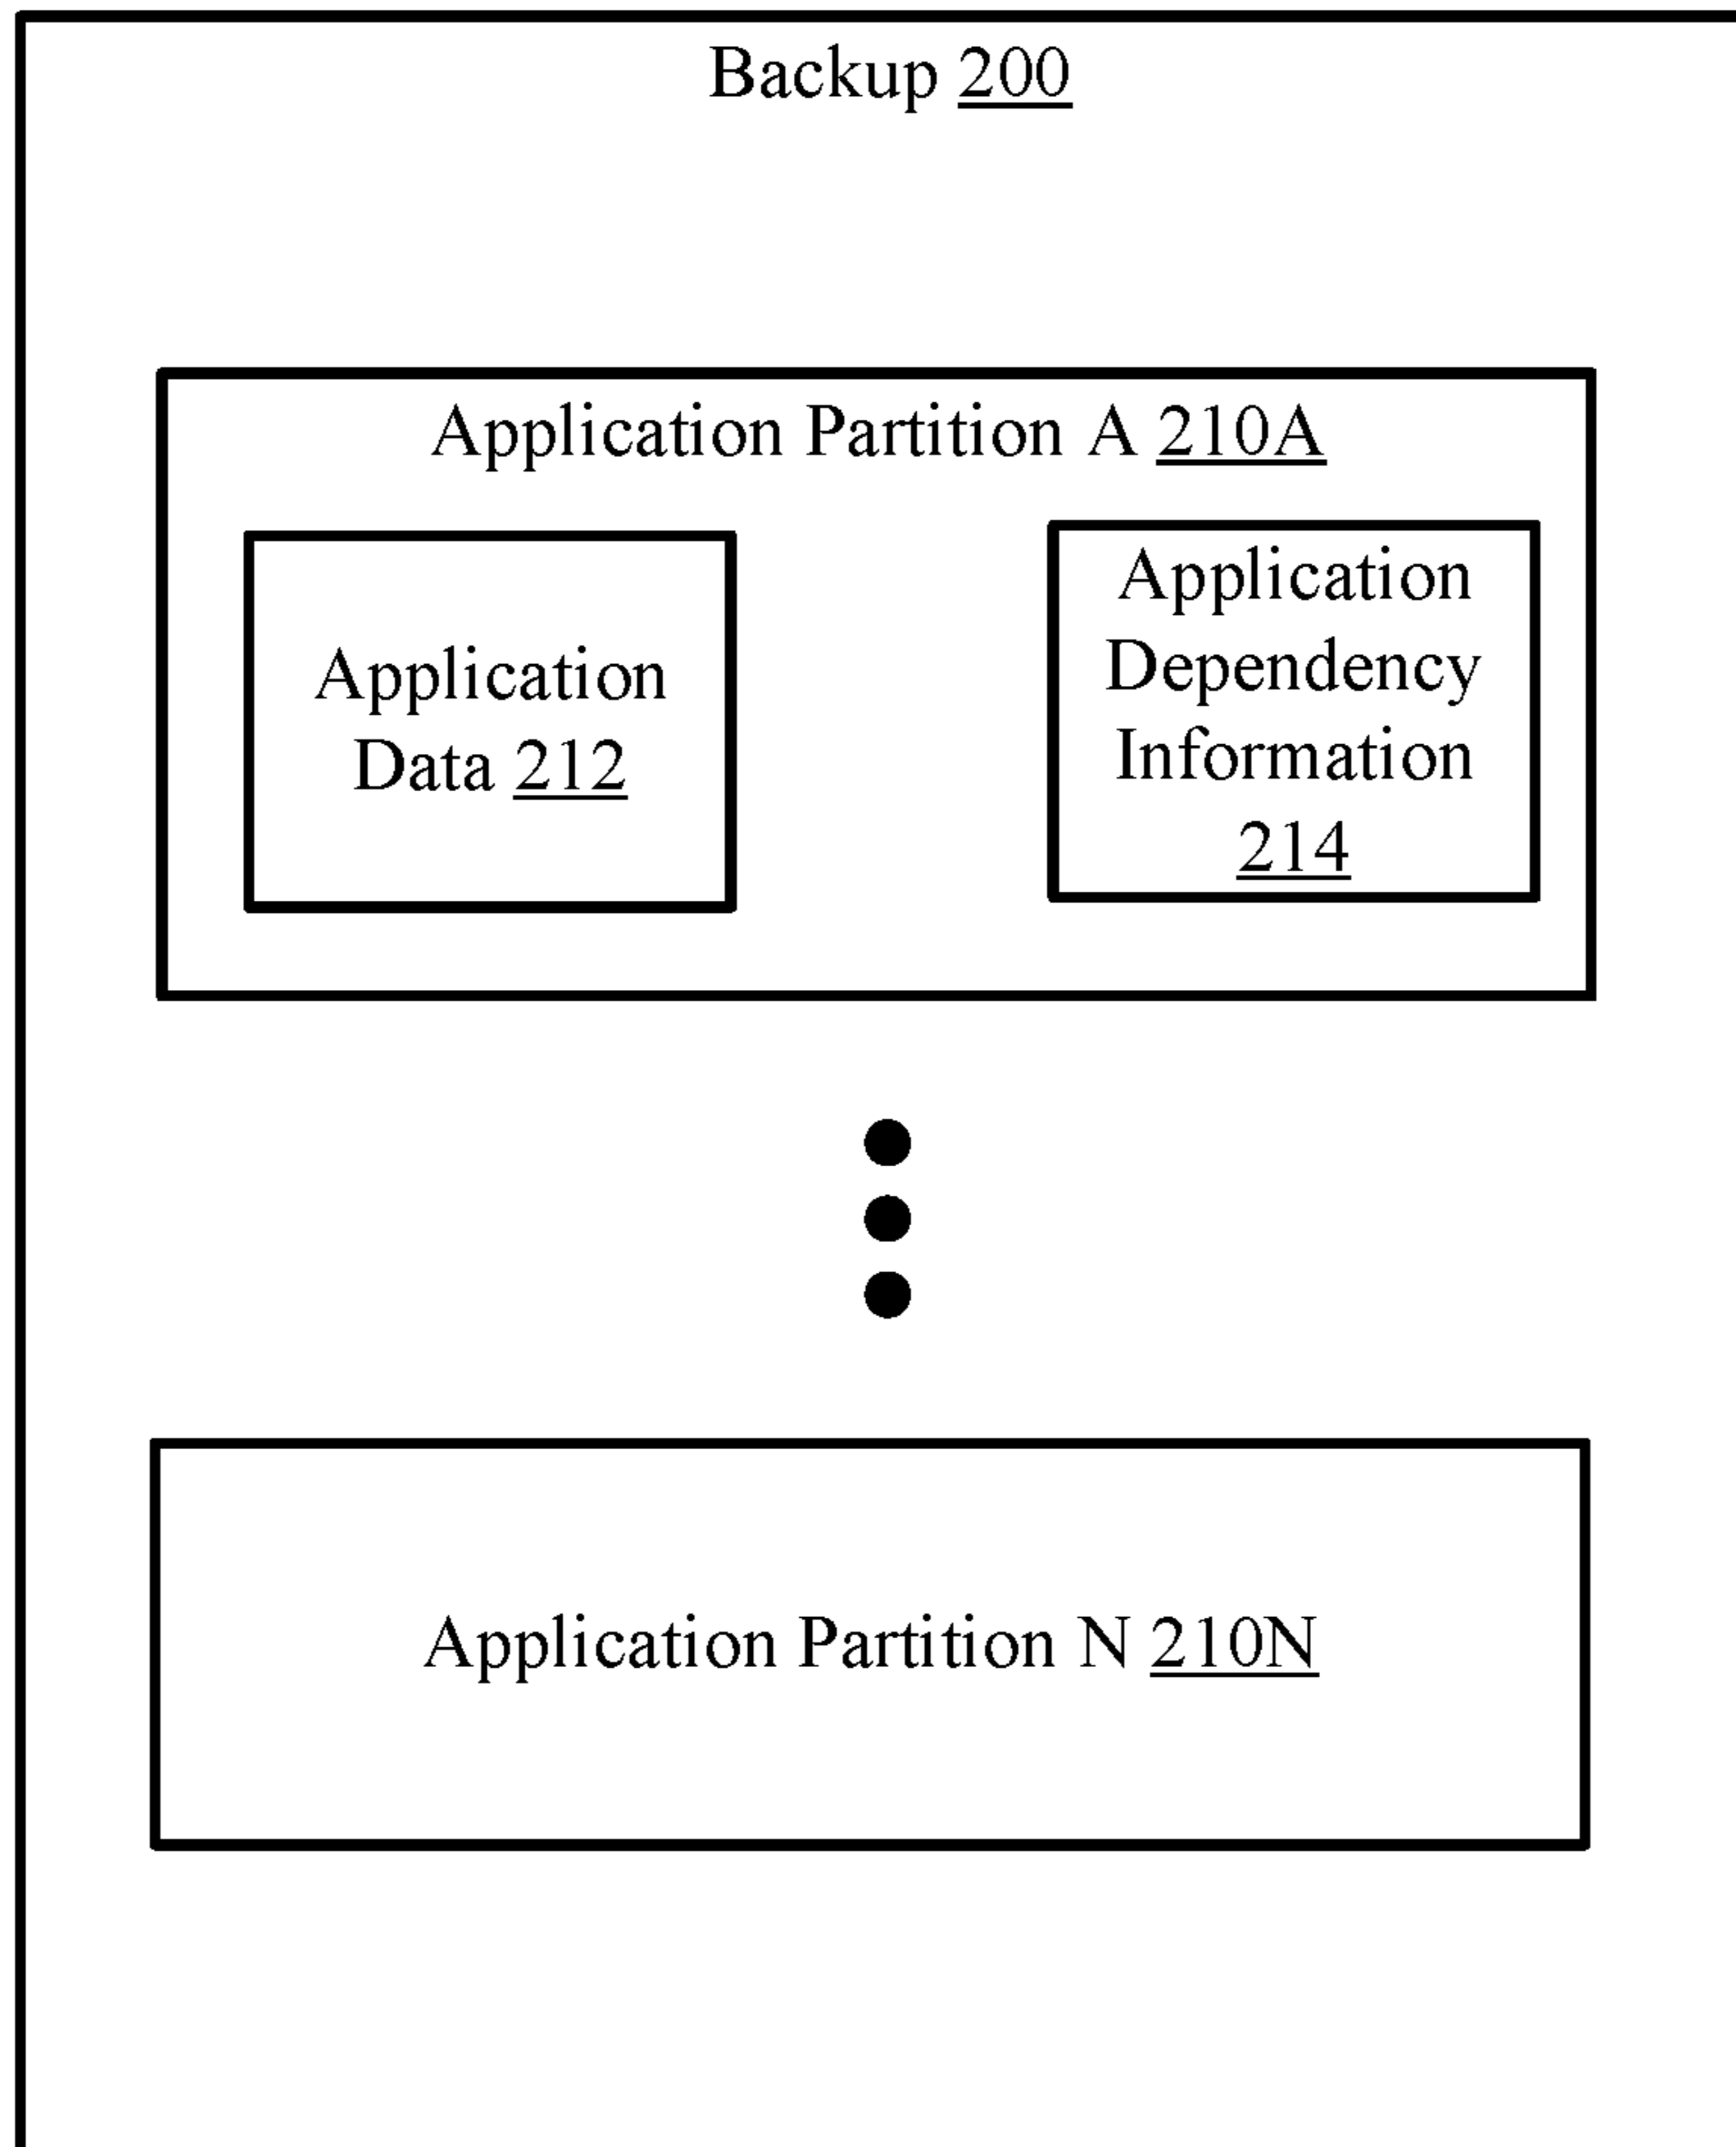 Backup 200
Application Partition A 210A
Application
Data 212
Application
Dependency
Information
214
Application Partition N 210N